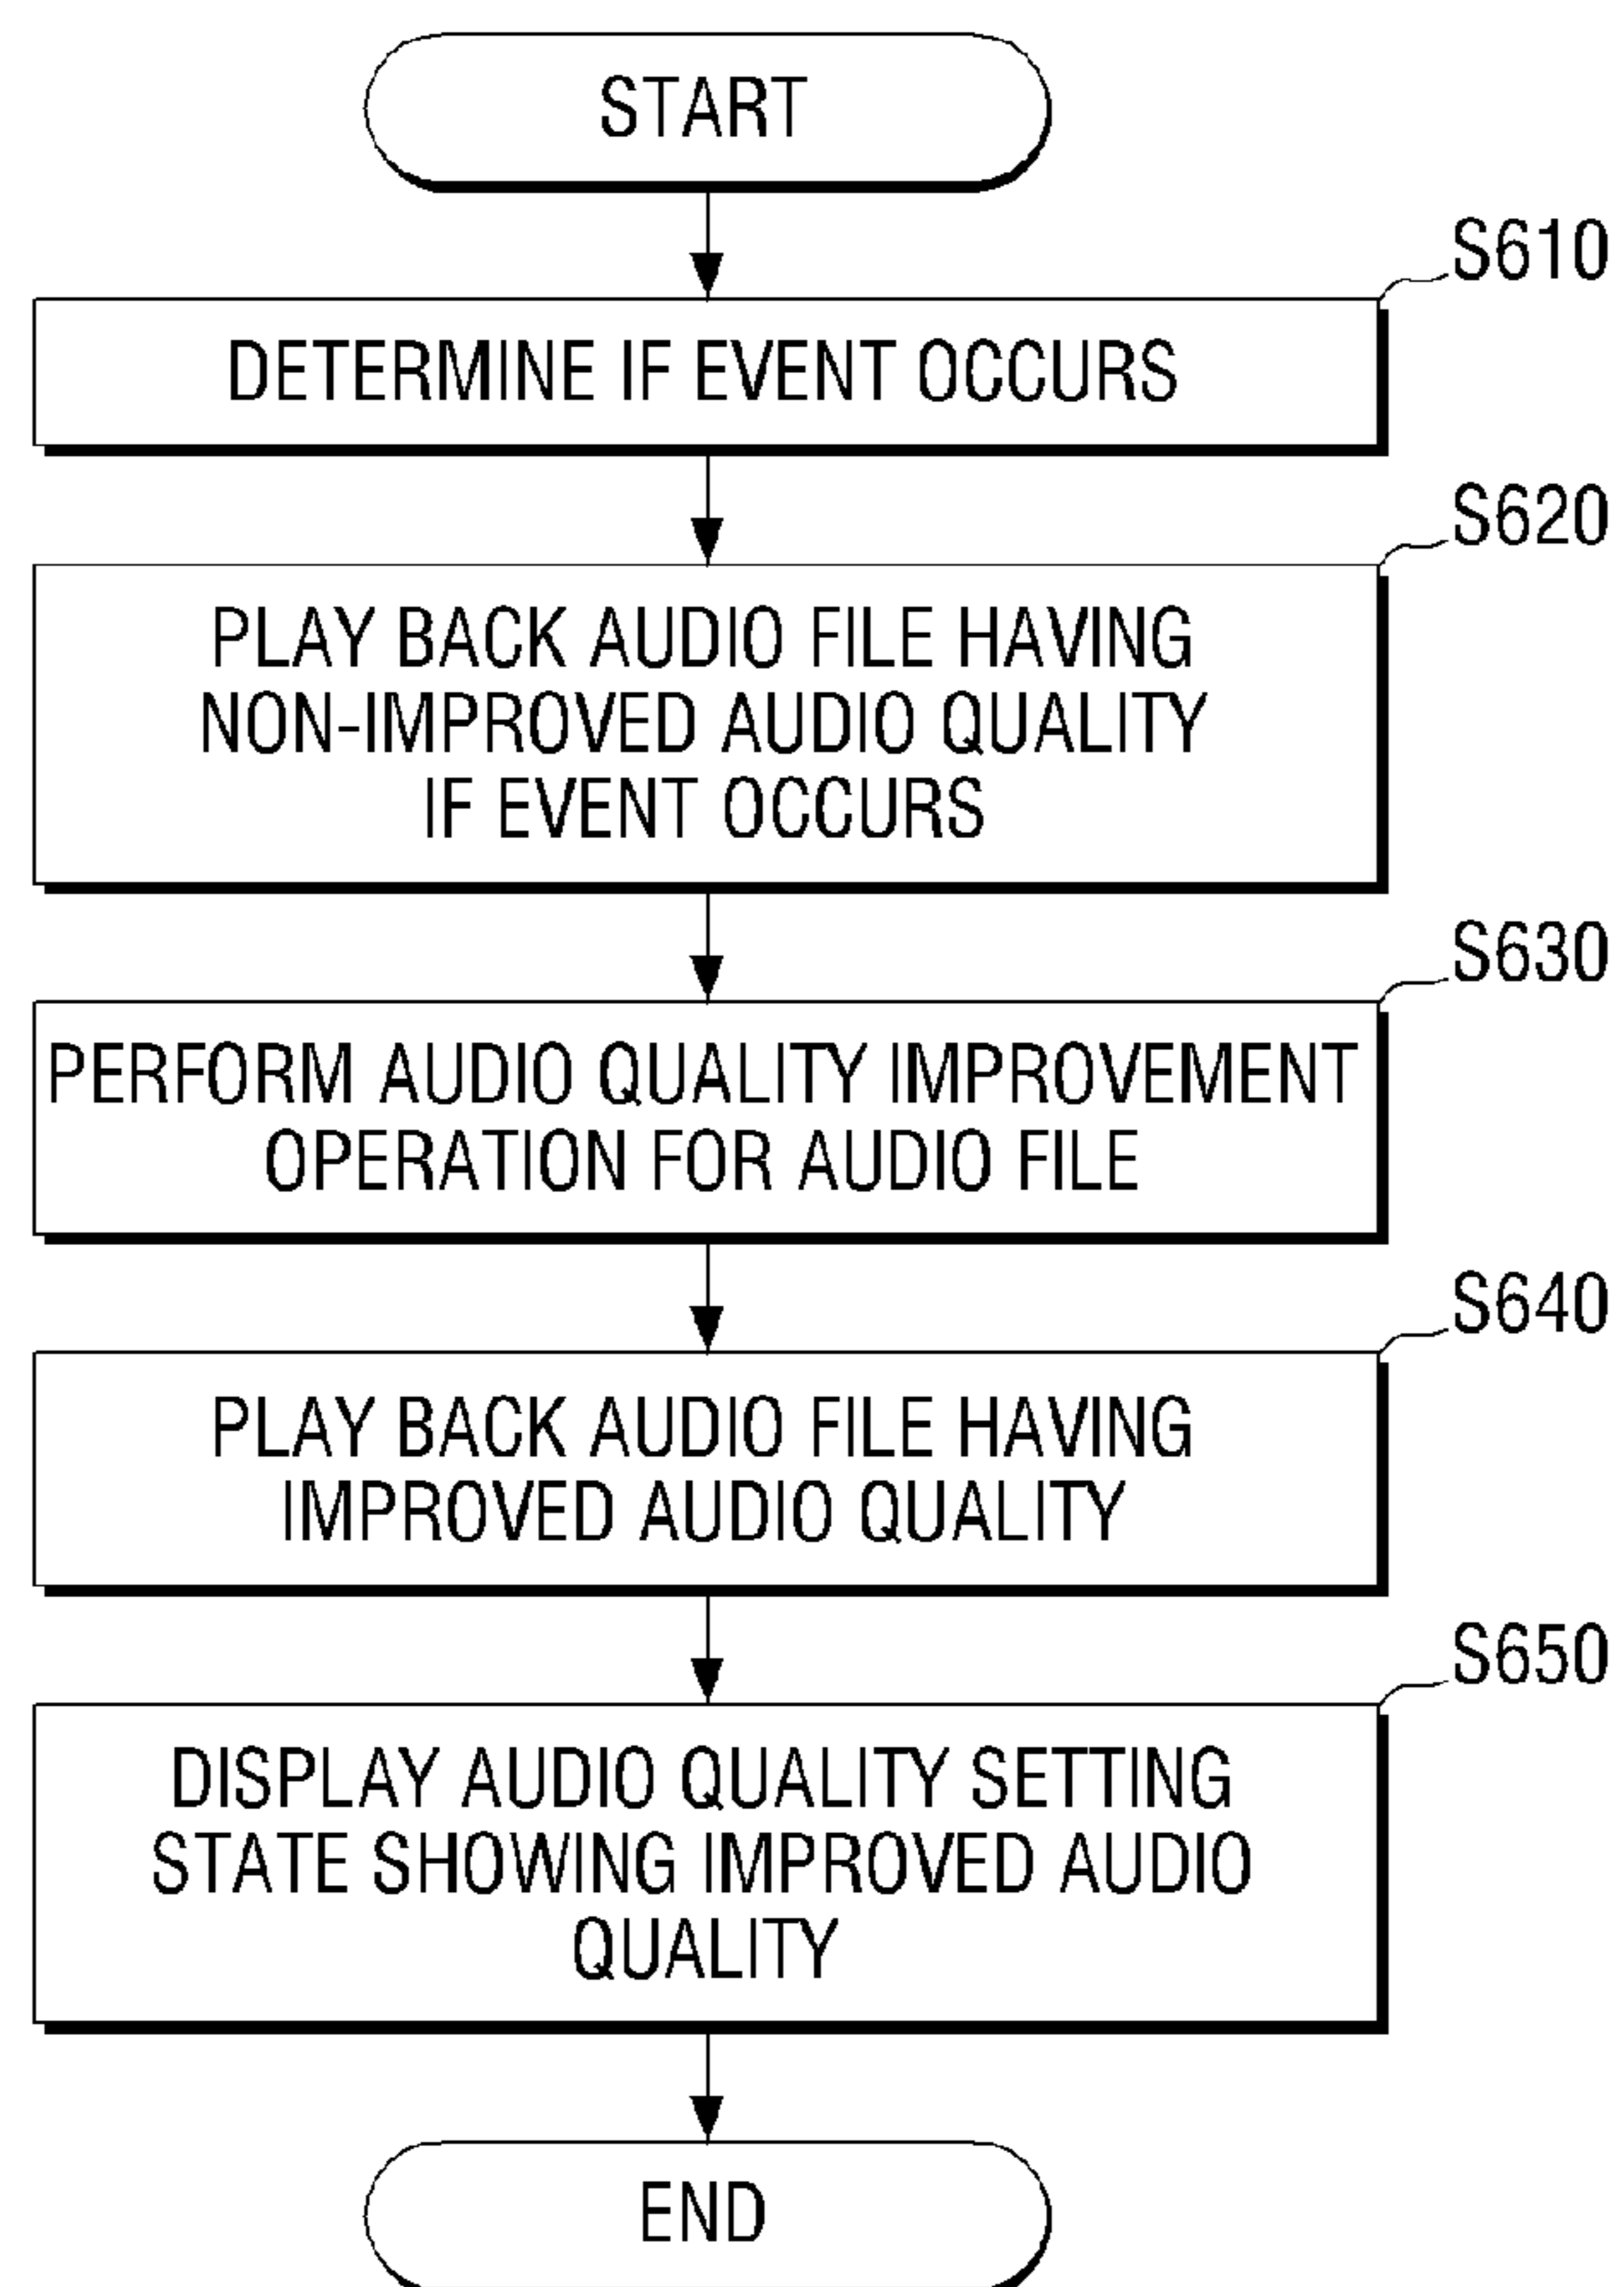 START
S610
DETERMINE IF EVENT OCCURS
S620
PLAY BACK AUDIO FILE HAVING
NON-IMPROVED AUDIO QUALITY
IF EVENT OCCURS
S630
PERFORM AUDIO QUALITY IMPROVEMENT
OPERATION FOR AUDIO FILE
S640
PLAY BACK AUDIO FILE HAVING
IMPROVED AUDIO QUALITY
S650
DISPLAY AUDIO QUALITY SETTING
STATE SHOWING IMPROVED AUDIO
QUALITY
END